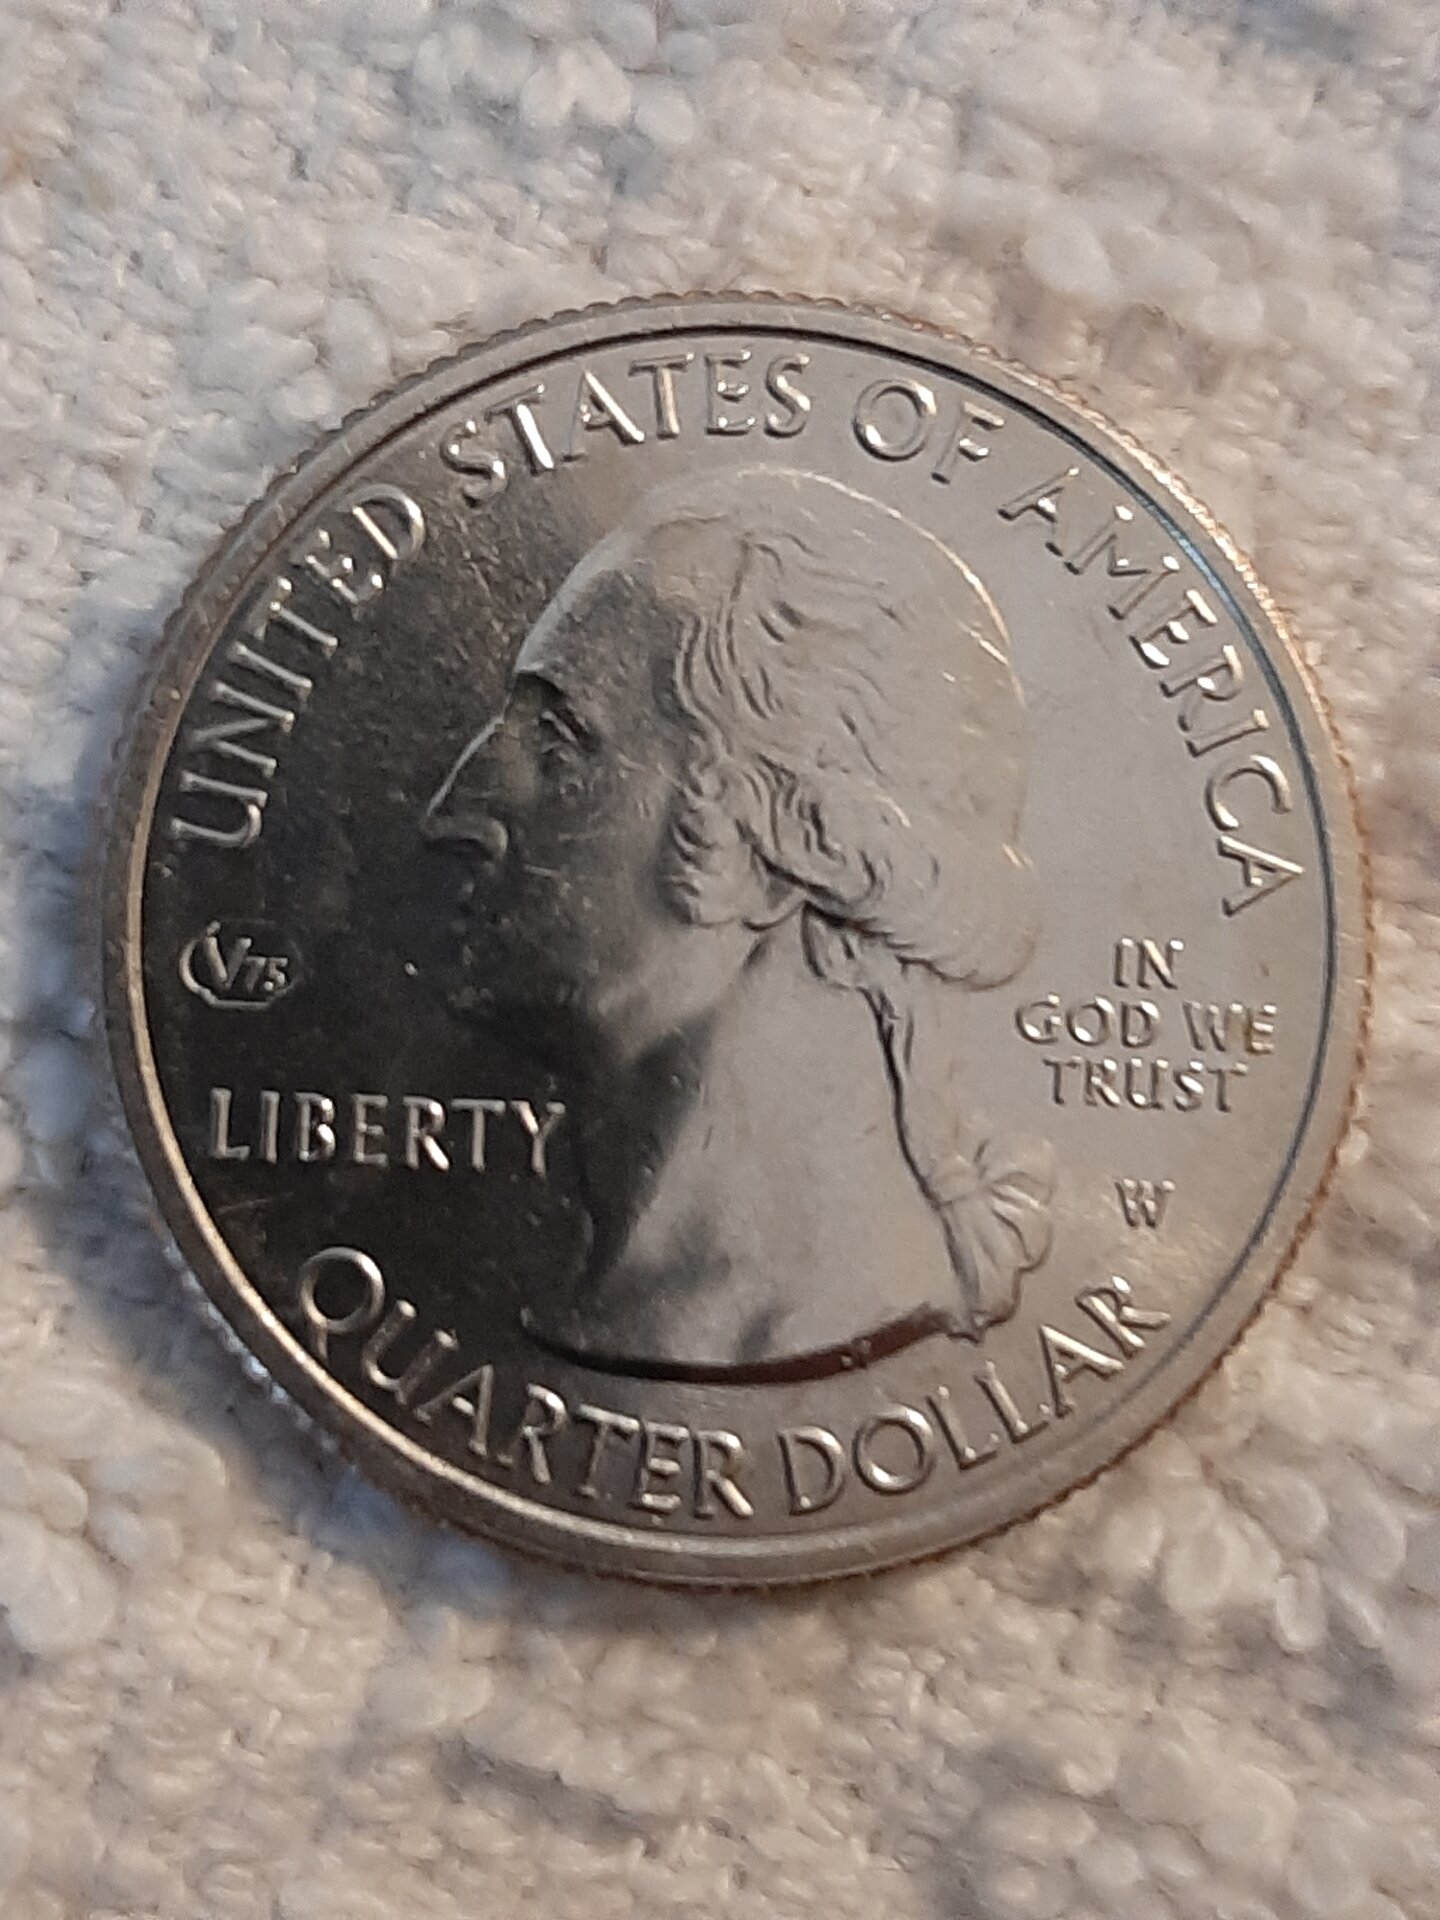 UNITED STATES OF AMERICA
V75
LIBERTY
IN
GOD WE
TRUST
W
QUARTER DOLLAR